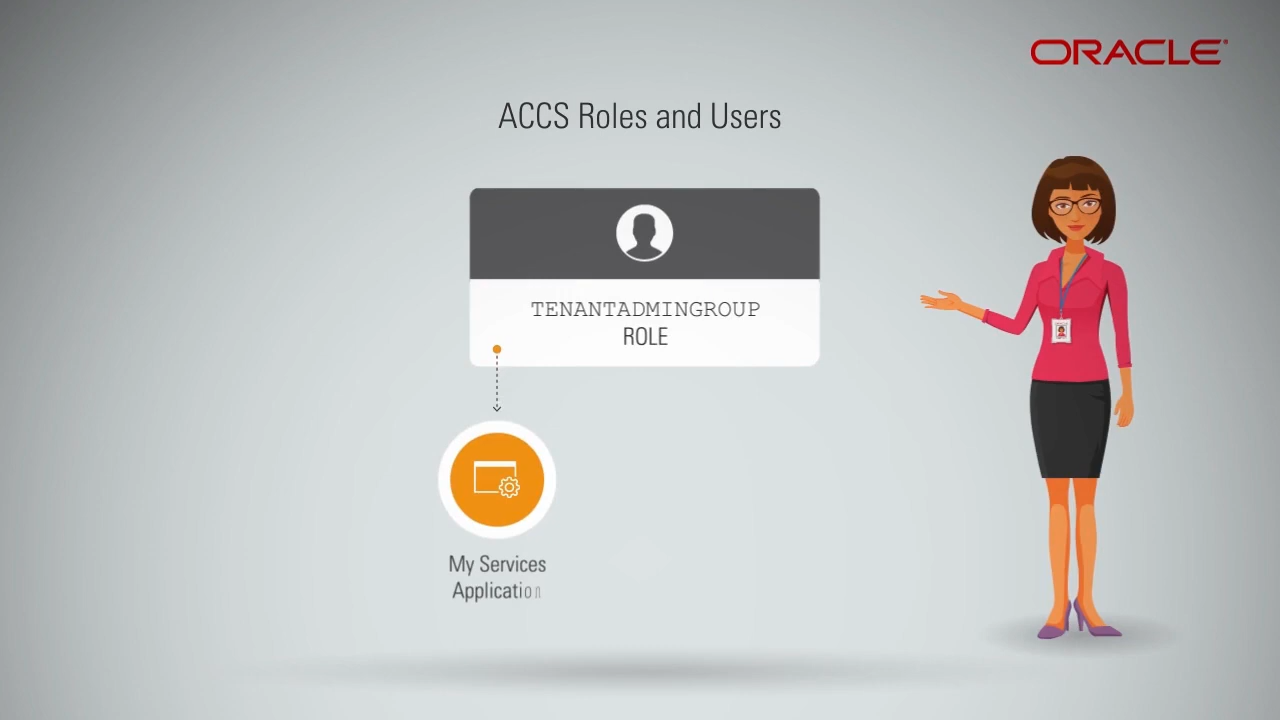 ORACLE
ACCS Roles and Users
TENANTADMINGROUP
ROLE
My Services
Application